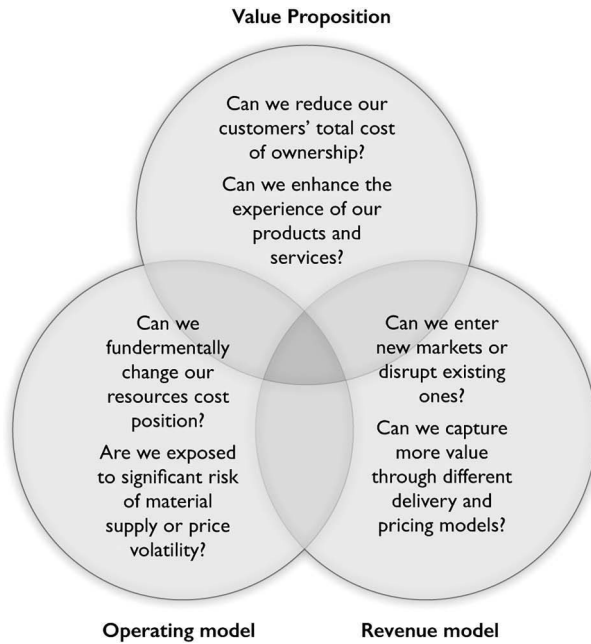 Value Proposition
Can we reduce our
customers’ total cost
of ownership?
Can we enhance the
experience of our
products and
services?
Can we
fundermentally
change our
resources cost
position?
Are we exposed
to significant risk
of material
supply or price
volatility?
Can we enter
new markets or
disrupt existing
ones?
Can we capture
more value
through different
delivery and
pricing models?
Operating model
Revenue model